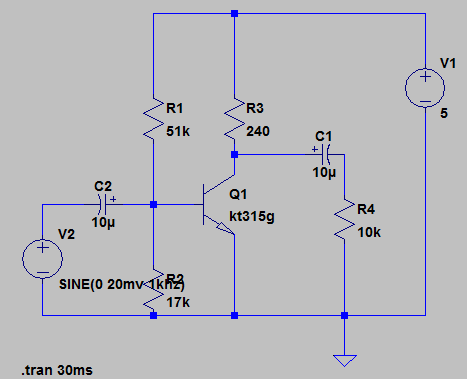 V1
5
R1
51k
R3
240
C1
+
10µ
C2
+
10µ
Q1
kt315g
R4
10k
V2
SINE(0 20mv 1khz)
R2
17k
.tran 30ms